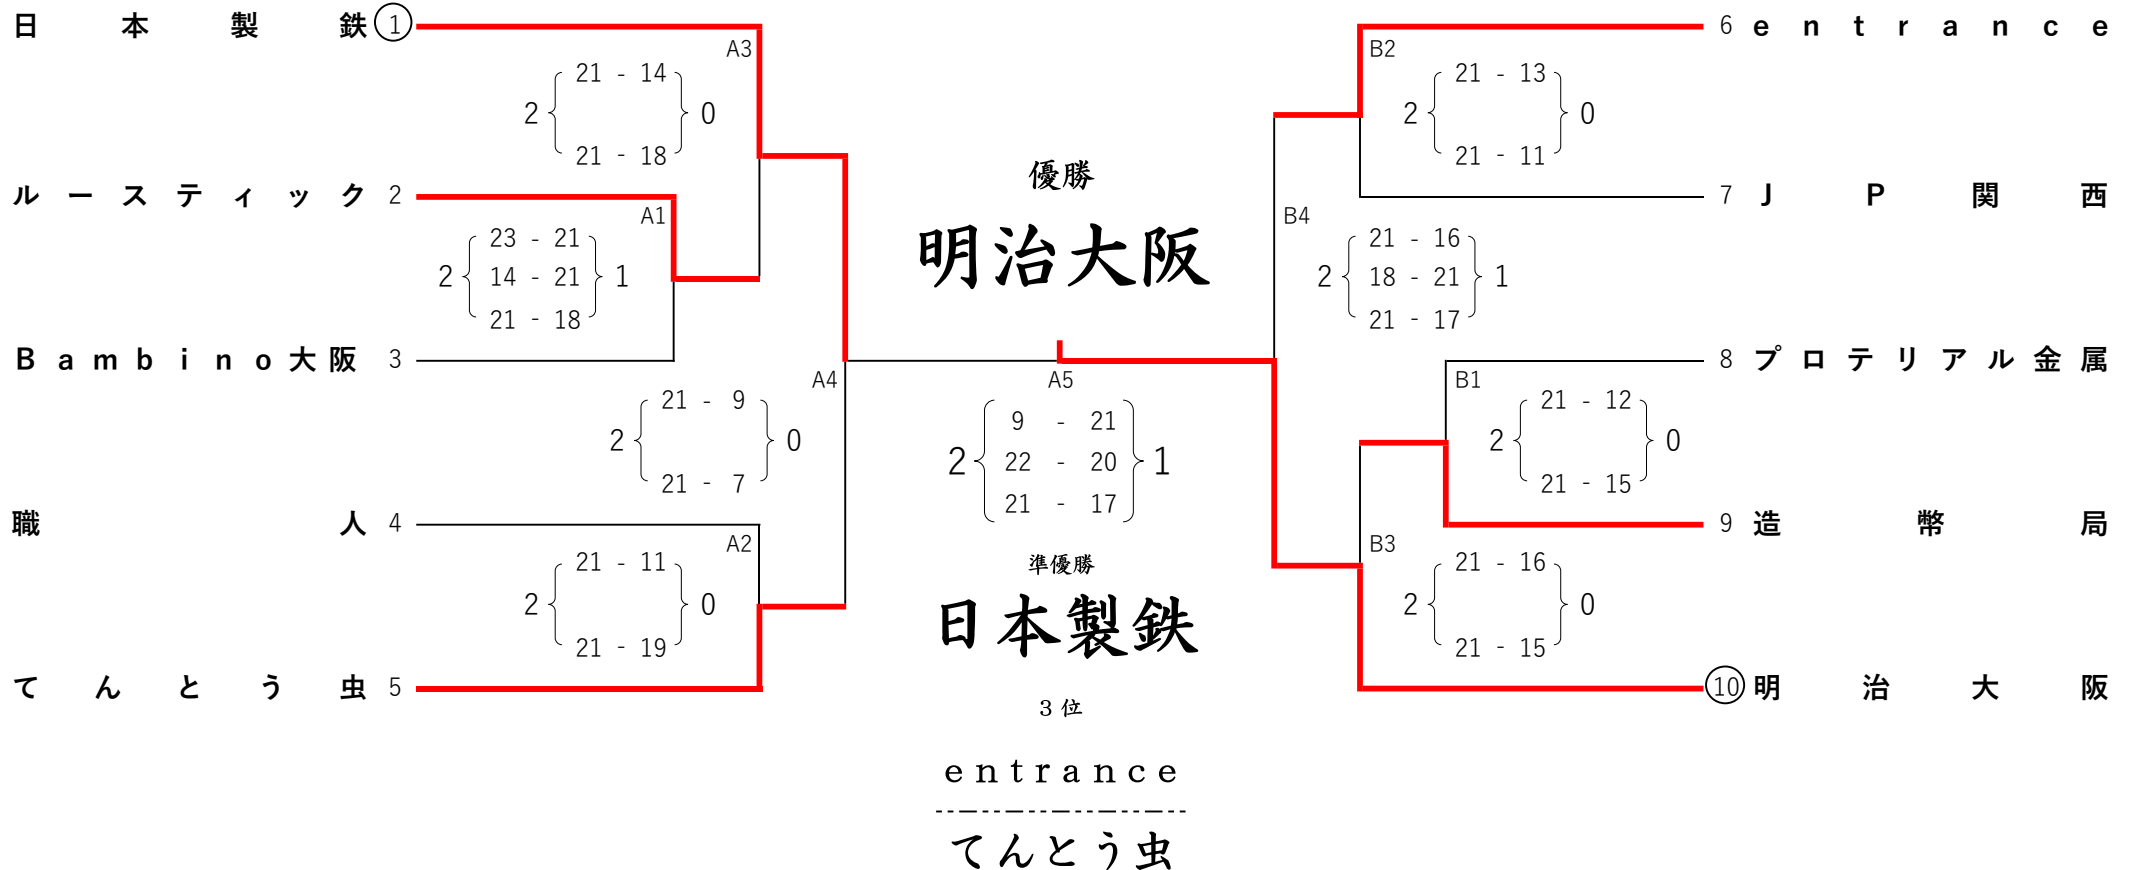 日本製鉄 1
A3
21 - 14
2 0
21 - 18
ルースティック 2
A1
23 - 21
2 14 - 21 1
21 - 18
Bambino大阪 3
A4
21 - 9
2 0
21 - 7
職人 4
A2
21 - 11
2 0
21 - 19
てんとう虫 5
優勝
明治大阪
A5
9 - 21
2 22 - 20 1
21 - 17
準優勝
日本製鉄
3位
entrance
てんとう虫
6 entrance
B2
21 - 13
2 0
21 - 11
7 JP関西
B4
21 - 16
2 18 - 21 1
21 - 17
8 プロテリアル金属
B1
21 - 12
2 0
21 - 15
9 造幣局
B3
21 - 16
2 0
21 - 15
10 明治大阪